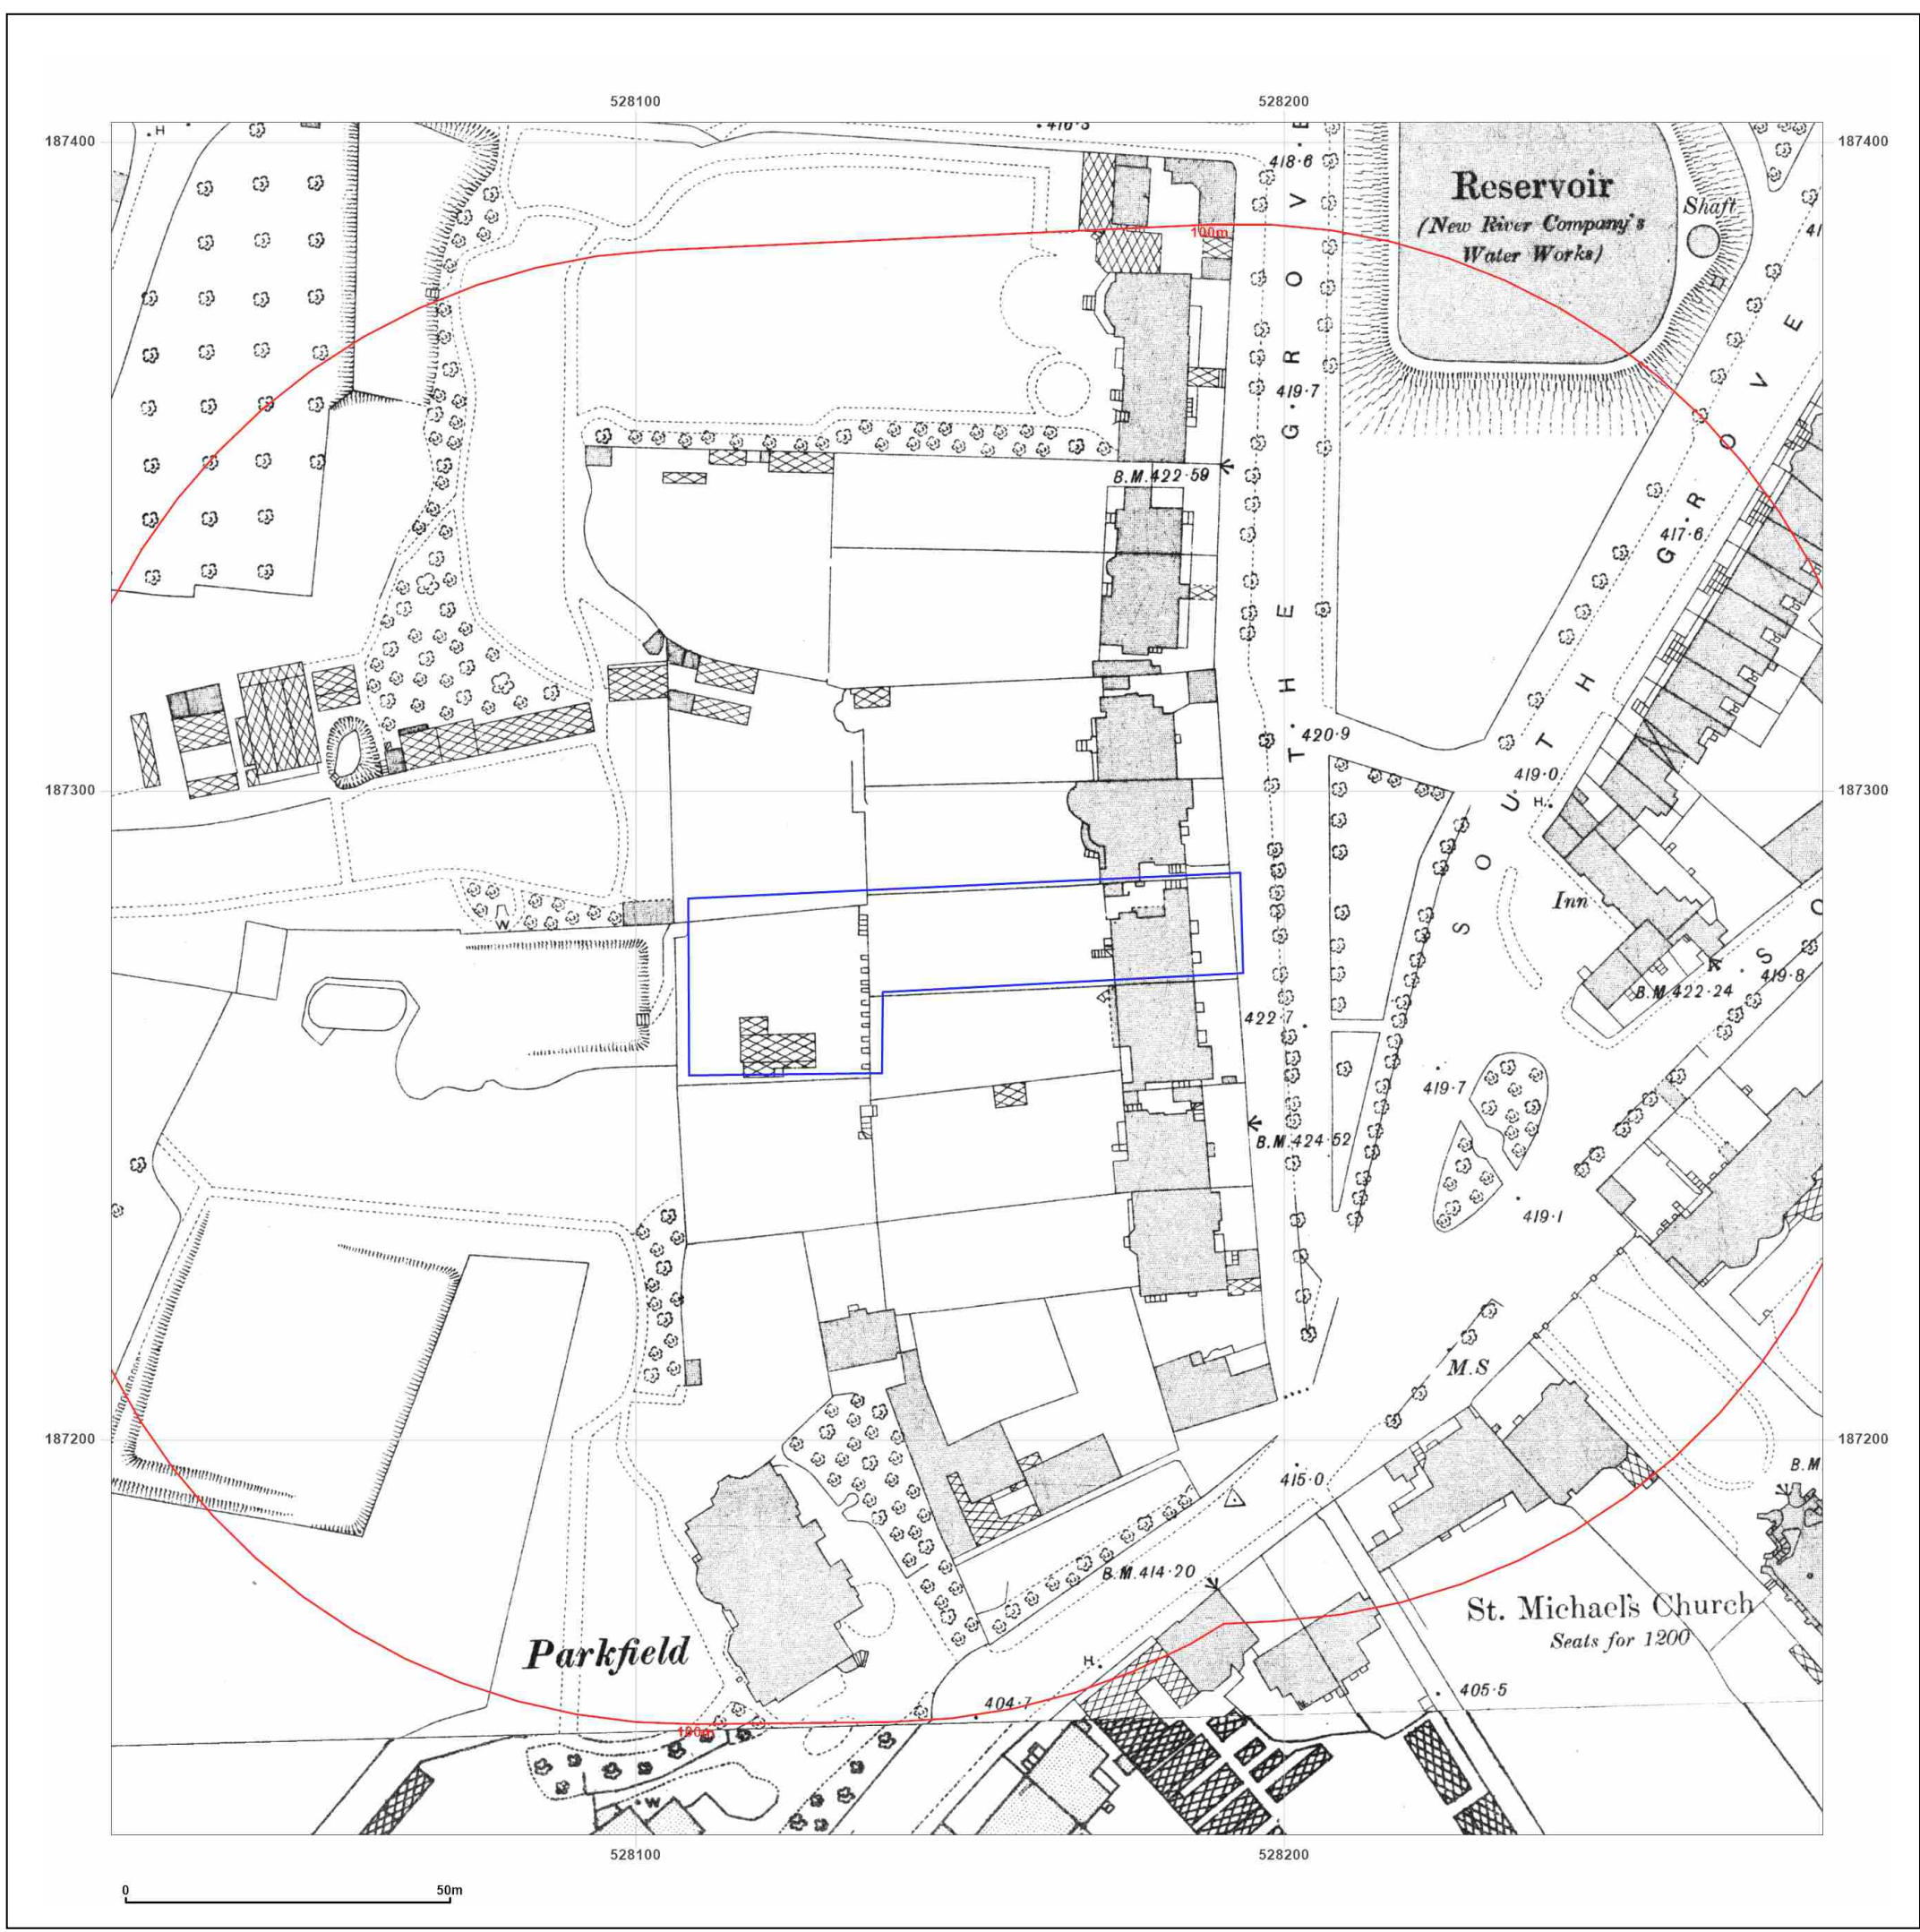 528100
528200
187400
187400
H
416·3
418·6
Reservoir
(New River Company's
Water Works)
Shaft
41
100m
THE GROVE
419·7
B.M.422·59
SOUTH GROVE
417·6
420·9
419·0
H.
187300
187300
Inn
W
S O
419·8
B.M.422·24
422·7
419·7
B.M.424·52
419·1
M.S
187200
187200
415·0
B.M
B.M.414·20
St. Michael's Church
Seats for 1200
Parkfield
H
404·7
405·5
100m
W
528100
528200
0
50m